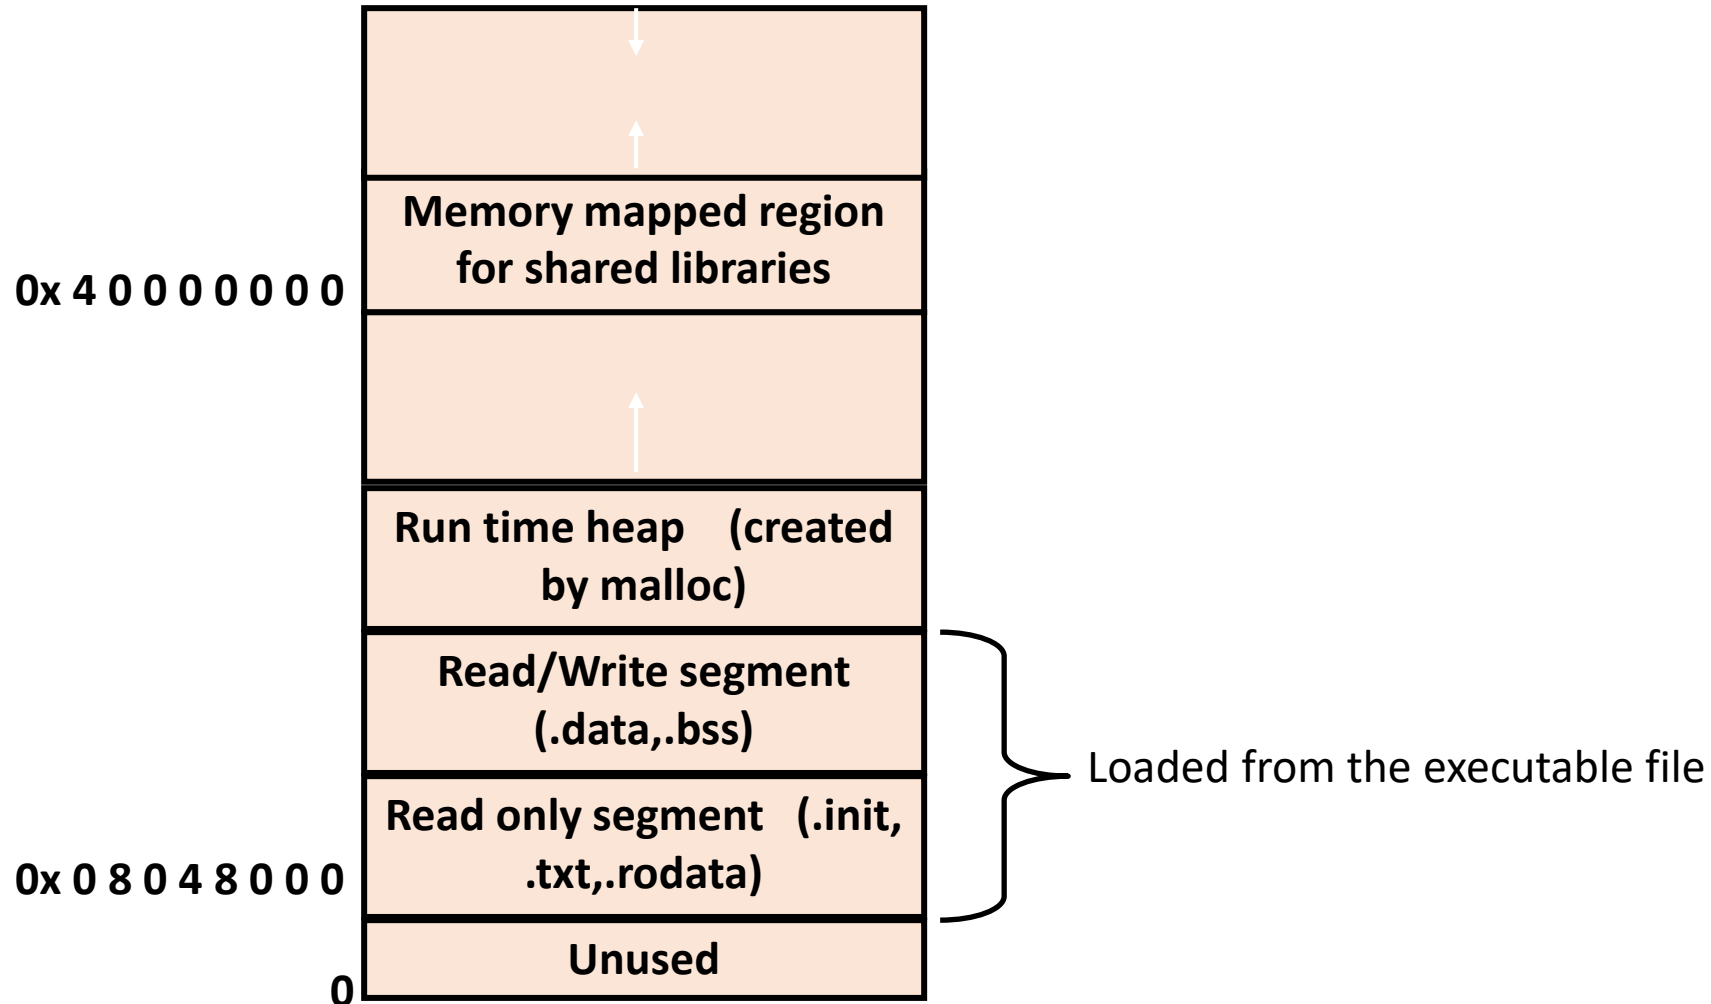 Memory mapped region
for shared libraries
0x 4 0 0 0 0 0 0 0
Run time heap (created
by malloc)
Read/Write segment
(.data,.bss)
Loaded from the executable file
Read only segment (.init,
.txt,.rodata)
0x 0 8 0 4 8 0 0 0
Unused
0